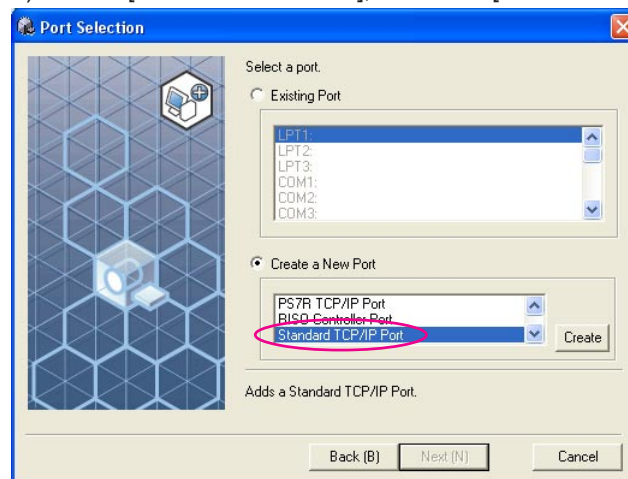 Port Selection
Select a port.
Existing Port
LPT1:
LPT2:
LPT3:
COM1:
COM2:
COM3:
Create a New Port
PS7R TCP/IP Port
BISO Controller Port
Standard TCP/IP Port
Create
Adds a Standard TCP/IP Port.
Back (B)
Next (N)
Cancel